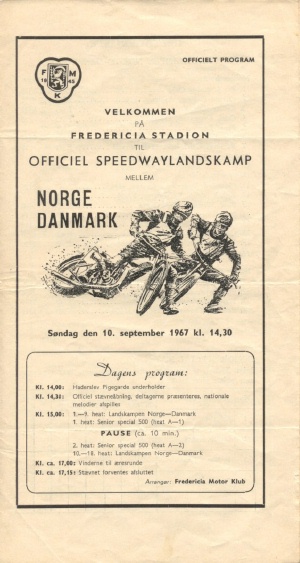 OFFICIELT PROGRAM
F M
K
VELKOMMEN
PÅ
FREDERICIA STADION
TIL
OFFICIEL SPEEDWAYLANDSKAMP
MELLEM
NORGE
DANMARK
Søndag den 10. september 1967 kl. 14,30
Dagens program:
Kl. 14,00: Haderslev Pigegarde underholder
Kl. 14,30: Officiel stævneåbning, deltagerne præsenteres, nationale
melodier afspilles
Kl. 15,00: 1.—9. heat: Landskampen Norge—Danmark
1. heat: Senior special 500 (heat A—1)
PAUSE (ca. 10 min.)
2. heat: Senior special 500 (heat A—2)
10.—18. heat: Landskampen Norge—Danmark
Kl. ca. 17,00: Vinderne til æresrunde
Kl. ca. 17,15: Stævnet forventes afsluttet
Arrangør: Fredericia Motor Klub